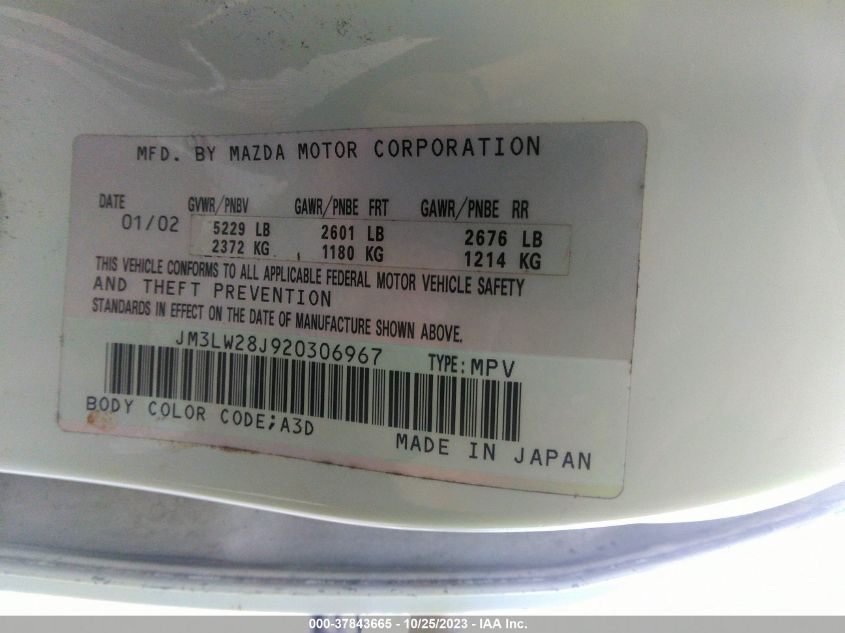 MFD. BY MAZDA MOTOR CORPORATION
DATE GVWR/PNBV GAWR/PNBE FRT GAWR/PNBE RR
01/02 5229 LB 2601 LB 2676 LB
2372 KG 1180 KG 1214 KG
THIS VEHICLE CONFORMS TO ALL APPLICABLE FEDERAL MOTOR VEHICLE SAFETY
AND THEFT PREVENTION
STANDARDS IN EFFECT ON THE DATE OF MANUFACTURE SHOWN ABOVE.
JM3LW28J920306967 TYPE:MPV
BODY COLOR CODE;A3D
MADE IN JAPAN
000-37843665 - 10/25/2023 - IAA Inc.